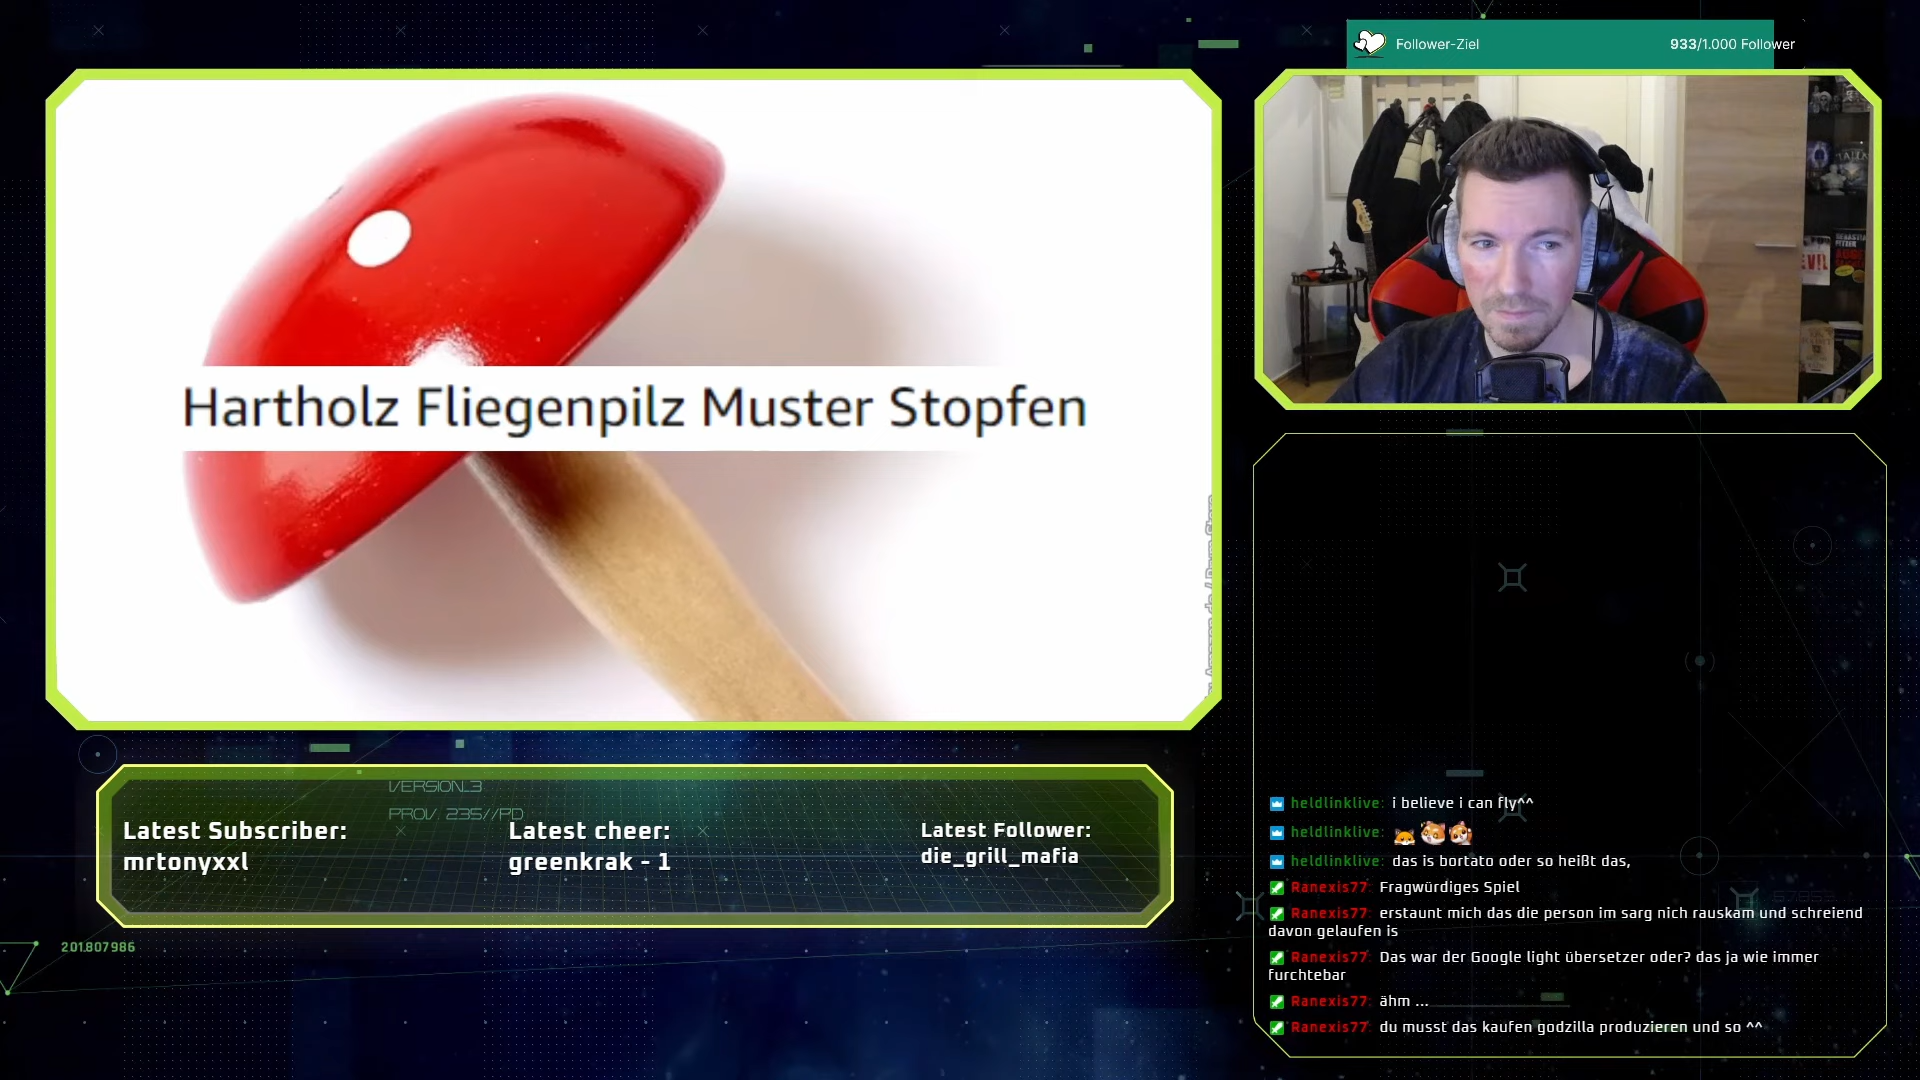 Follower-Ziel
933/1.000 Follower
Hartholz Fliegenpilz Muster Stopfen
EVIL
VERSION_3
PROV. 235//PD
Latest Subscriber:
mrtonyxxl
Latest cheer:
greenkrak - 1
Latest Follower:
die_grill_mafia
201807986
heldlinklive: i believe i can fly^^
heldlinklive:
heldlinklive: das is bortato oder so heißt das,
Ranexis77: Fragwürdiges Spiel
Ranexis77: erstaunt mich das die person im sarg nich rauskam und schreiend
davon gelaufen is
Ranexis77: Das war der Google light übersetzer oder? das ja wie immer
furchtebar
Ranexis77: ähm ...
Ranexis77: du musst das kaufen godzilla produzieren und so ^^